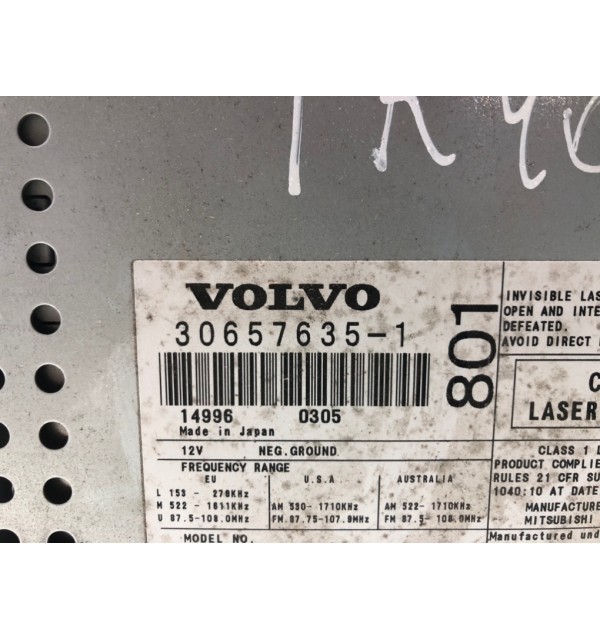 VOLVO
30657635-1
801
14996 0305
Made in Japan
12V NEG.GROUND
FREQUENCY RANGE
EU U.S.A AUSTRALIA
L 153 - 279KHz
M 522 - 1611KHz AM 530 - 1710KHz AM 522- 1710KHz
U 87.5-108.0MHz FM.87.75-107.9MHz FM 87.5- 108.0MHz
MODEL NO.
INVISIBLE LAS
OPEN AND INTE
DEFEATED.
AVOID DIRECT
C
LASER
CLASS 1 L
PRODUCT COMPLIE
RULES 21 CFR SU
1040:10 AT DATE
MANUFACTURE
MITSUBISHI
Manufactured und